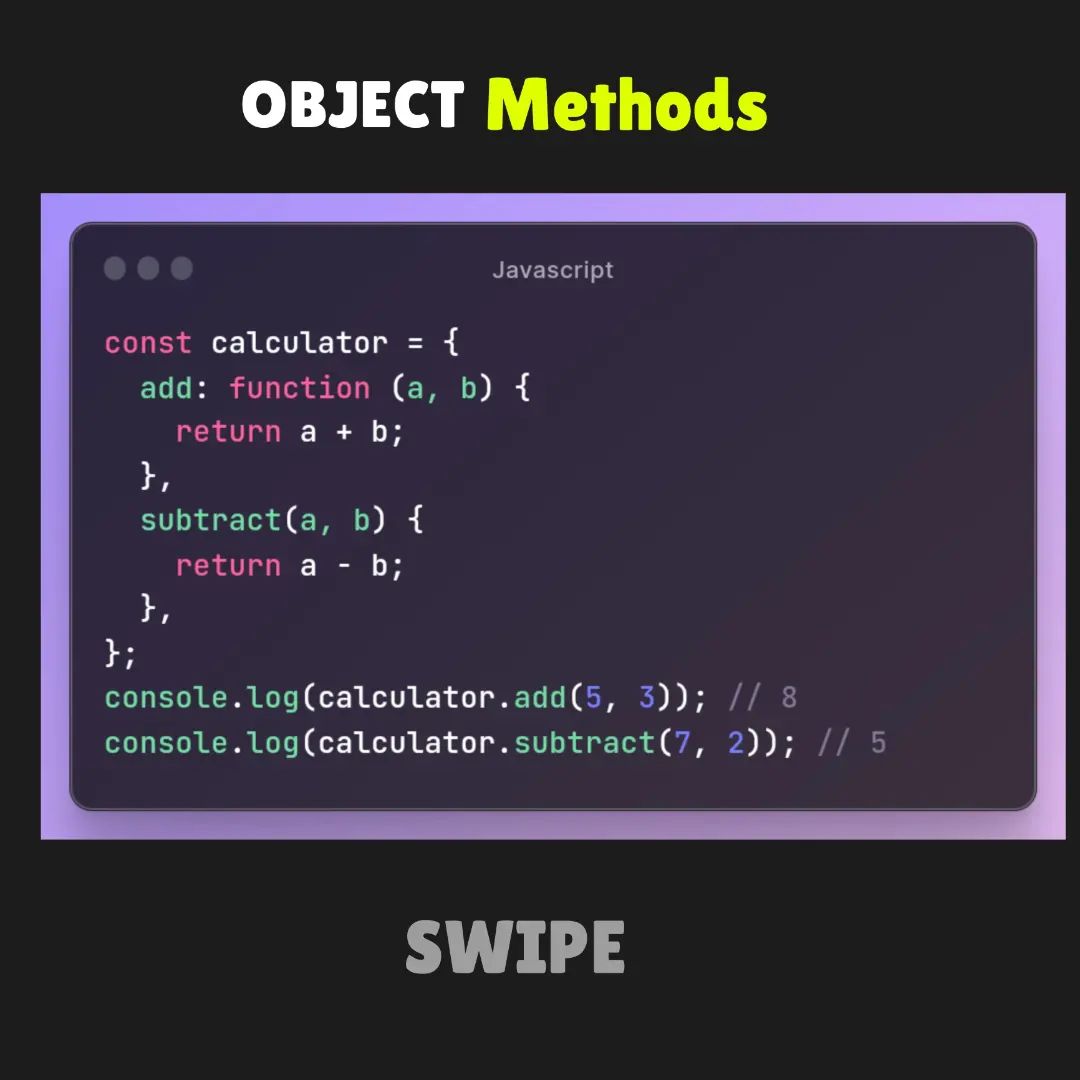 OBJECT Methods
Javascript
const calculator = {
  add: function (a, b) {
    return a + b;
  },
  subtract(a, b) {
    return a - b;
  },
};
console.log(calculator.add(5, 3)); // 8
console.log(calculator.subtract(7, 2)); // 5
SWIPE